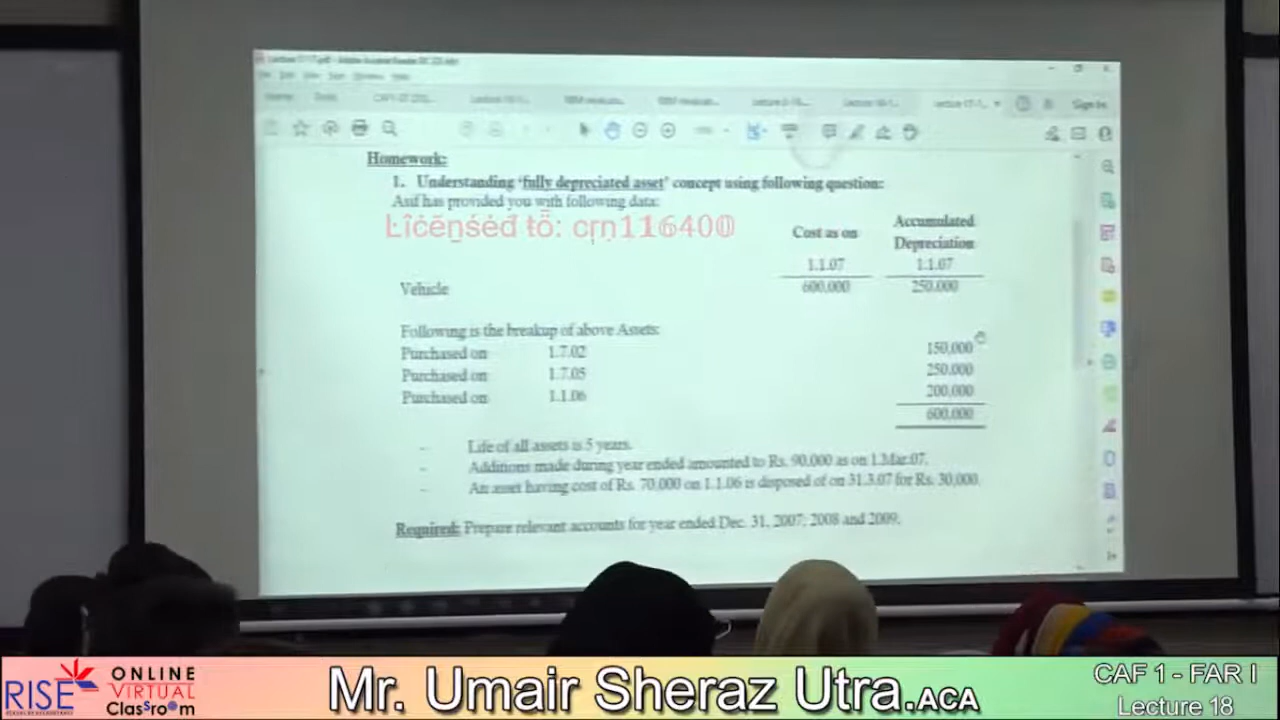 Sign In
Homework:
1. Understanding 'fully depreciated asset' concept using following question:
Asif has provided you with following data:
Licensed to: crn116400
Cost as on Accumulated Depreciation
1.1.07 1.1.07
Vehicle 600,000 250,000
Following is the breakup of above Assets:
Purchased on 1.7.02 150,000
Purchased on 1.7.05 250,000
Purchased on 1.1.06 200,000
600,000
- Life of all assets is 5 years.
- Additions made during year ended amounted to Rs. 90,000 as on 1.Mar.07.
- An asset having cost of Rs. 70,000 on 1.1.06 is disposed of on 31.3.07 for Rs. 30,000.
Required: Prepare relevant accounts for year ended Dec. 31, 2007; 2008 and 2009.
RISE
ONLINE
VIRTUAL
Classroom
Mr. Umair Sheraz Utra.ACA
CAF 1 - FAR I
Lecture 18